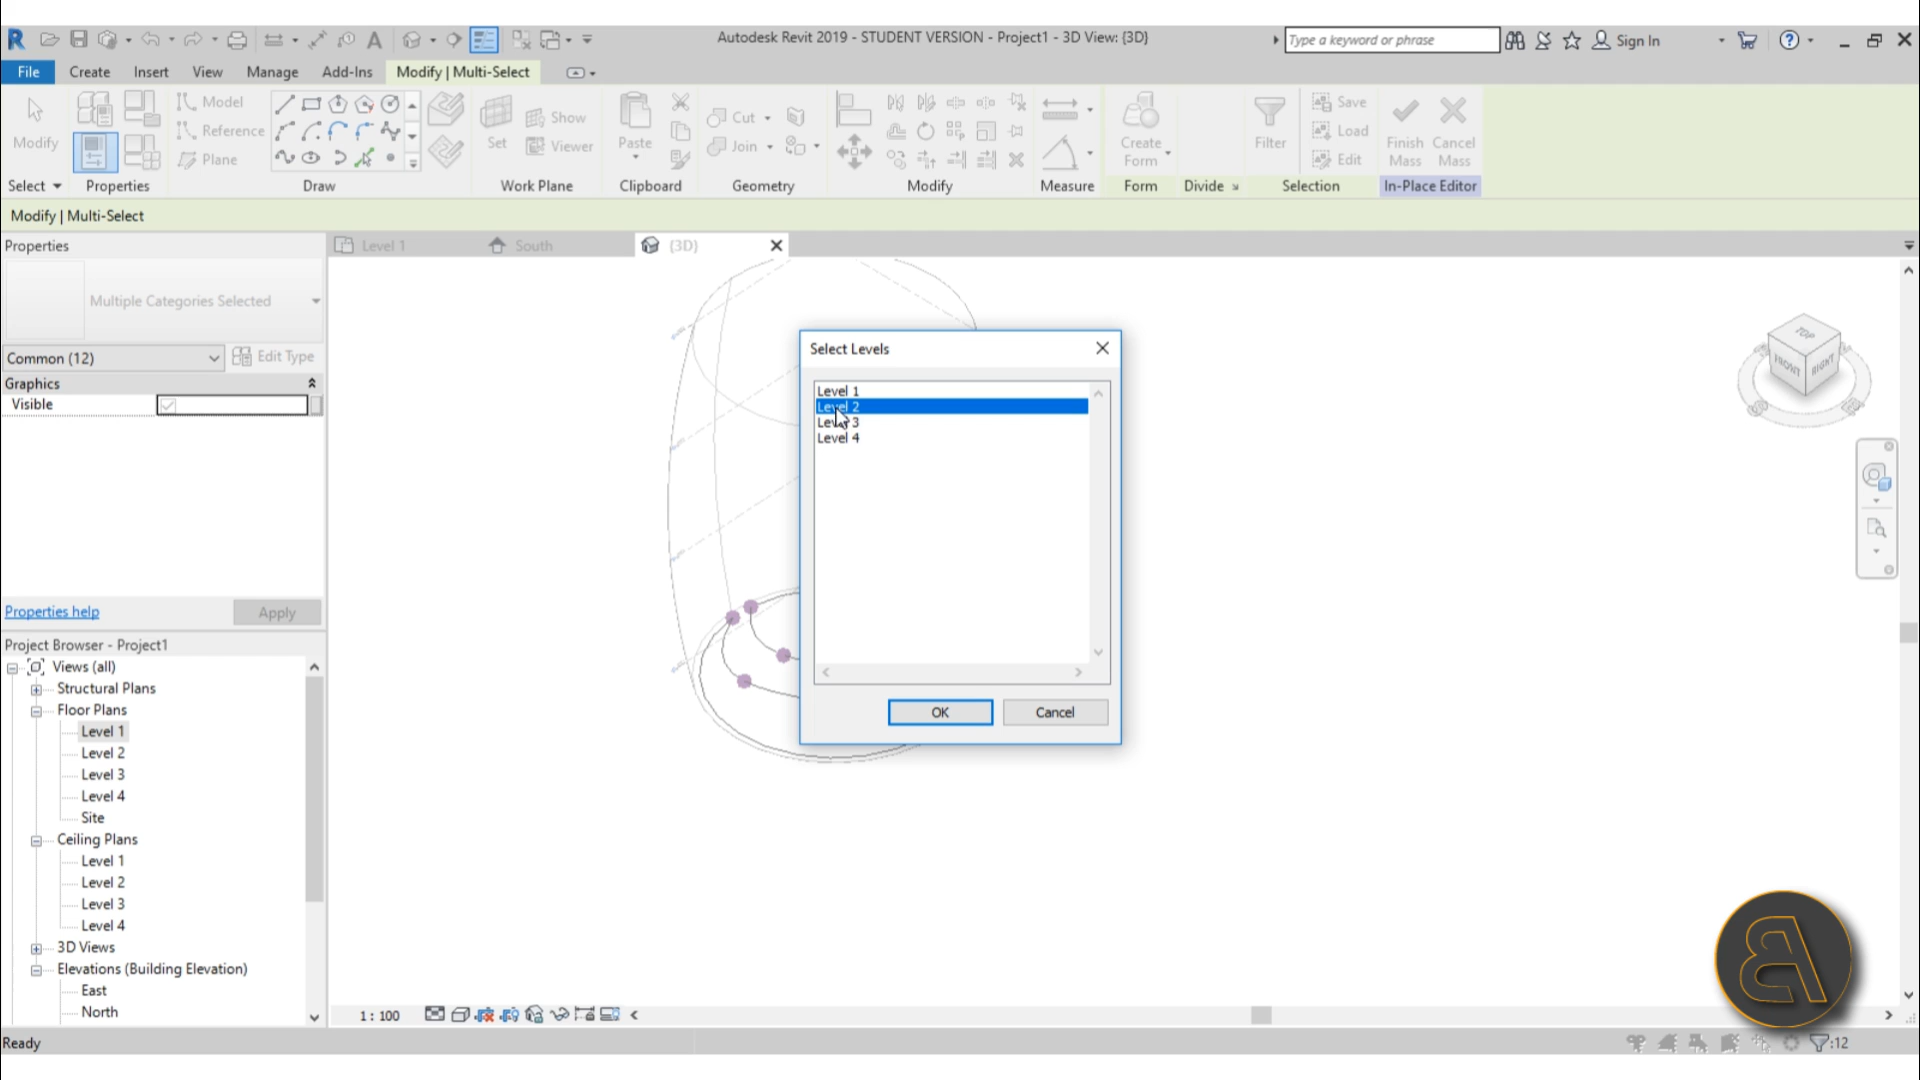 Autodesk Revit 2019 - STUDENT VERSION - Project1 - 3D View: {3D}
Type a keyword or phrase
Sign In
File Create Insert View Manage Add-Ins Modify | Multi-Select
Modify
Model
Reference
Plane
Set
Show
Viewer
Paste
Cut
Join
Create Form
Filter
Save
Load
Edit
Finish Mass
Cancel Mass
Select Properties Draw Work Plane Clipboard Geometry Modify Measure Form Divide Selection In-Place Editor
Modify | Multi-Select
Properties
Level 1
South
{3D}
Multiple Categories Selected
Common (12)
Edit Type
Graphics
Visible
Properties help
Apply
Project Browser - Project1
Views (all)
Structural Plans
Floor Plans
Level 1
Level 2
Level 3
Level 4
Site
Ceiling Plans
Level 1
Level 2
Level 3
Level 4
3D Views
Elevations (Building Elevation)
East
North
Select Levels
Level 1
Level 2
Level 3
Level 4
OK
Cancel
TOP
FRONT
RIGHT
1 : 100
Ready
:12